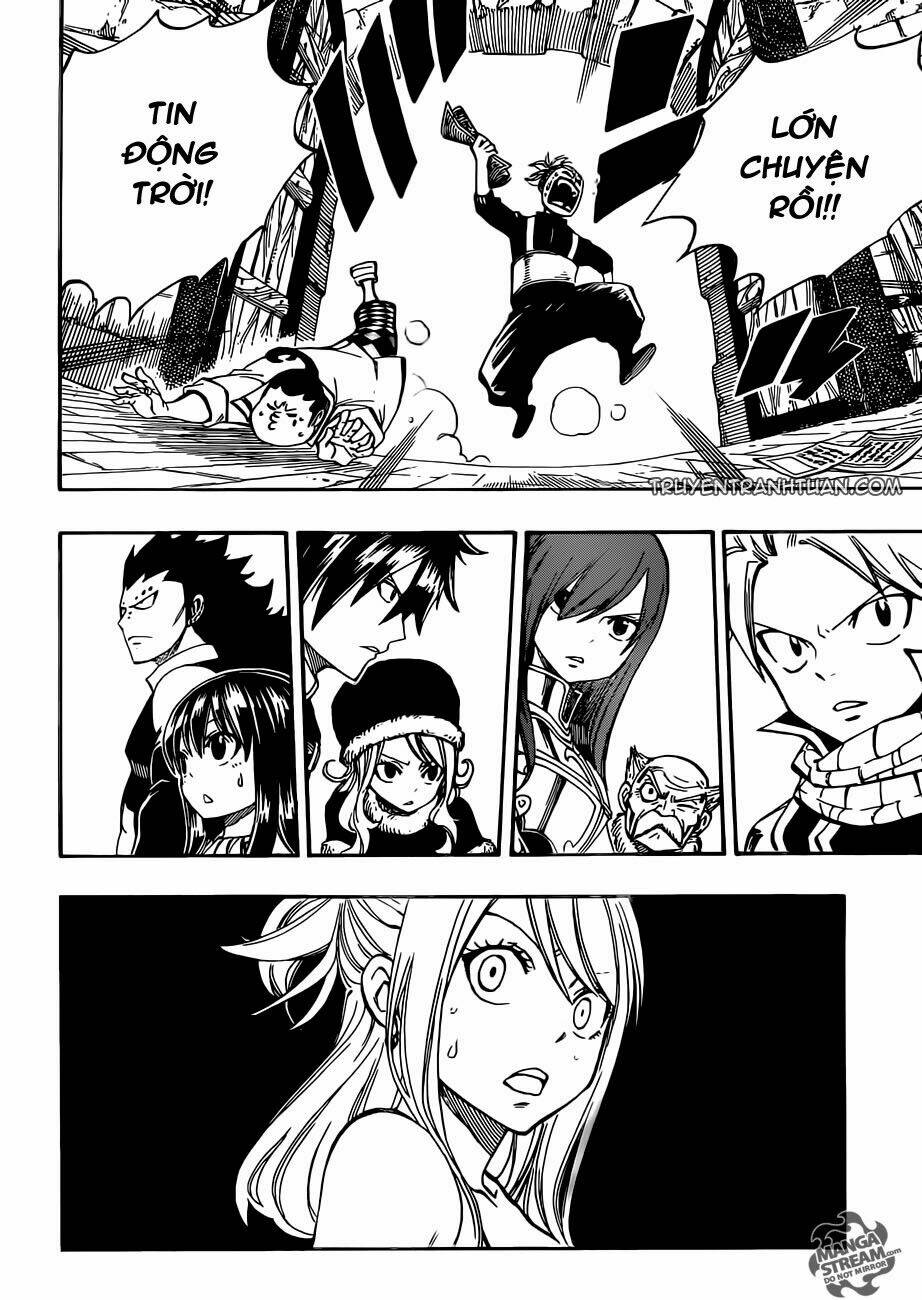 LỚN
CHUYỆN
RỒI!!
TIN
ĐỘNG
TRỜI!
TRUYENTRANHTUAN.COM
MANGA
STREAM.com
DO NOT MIRROR